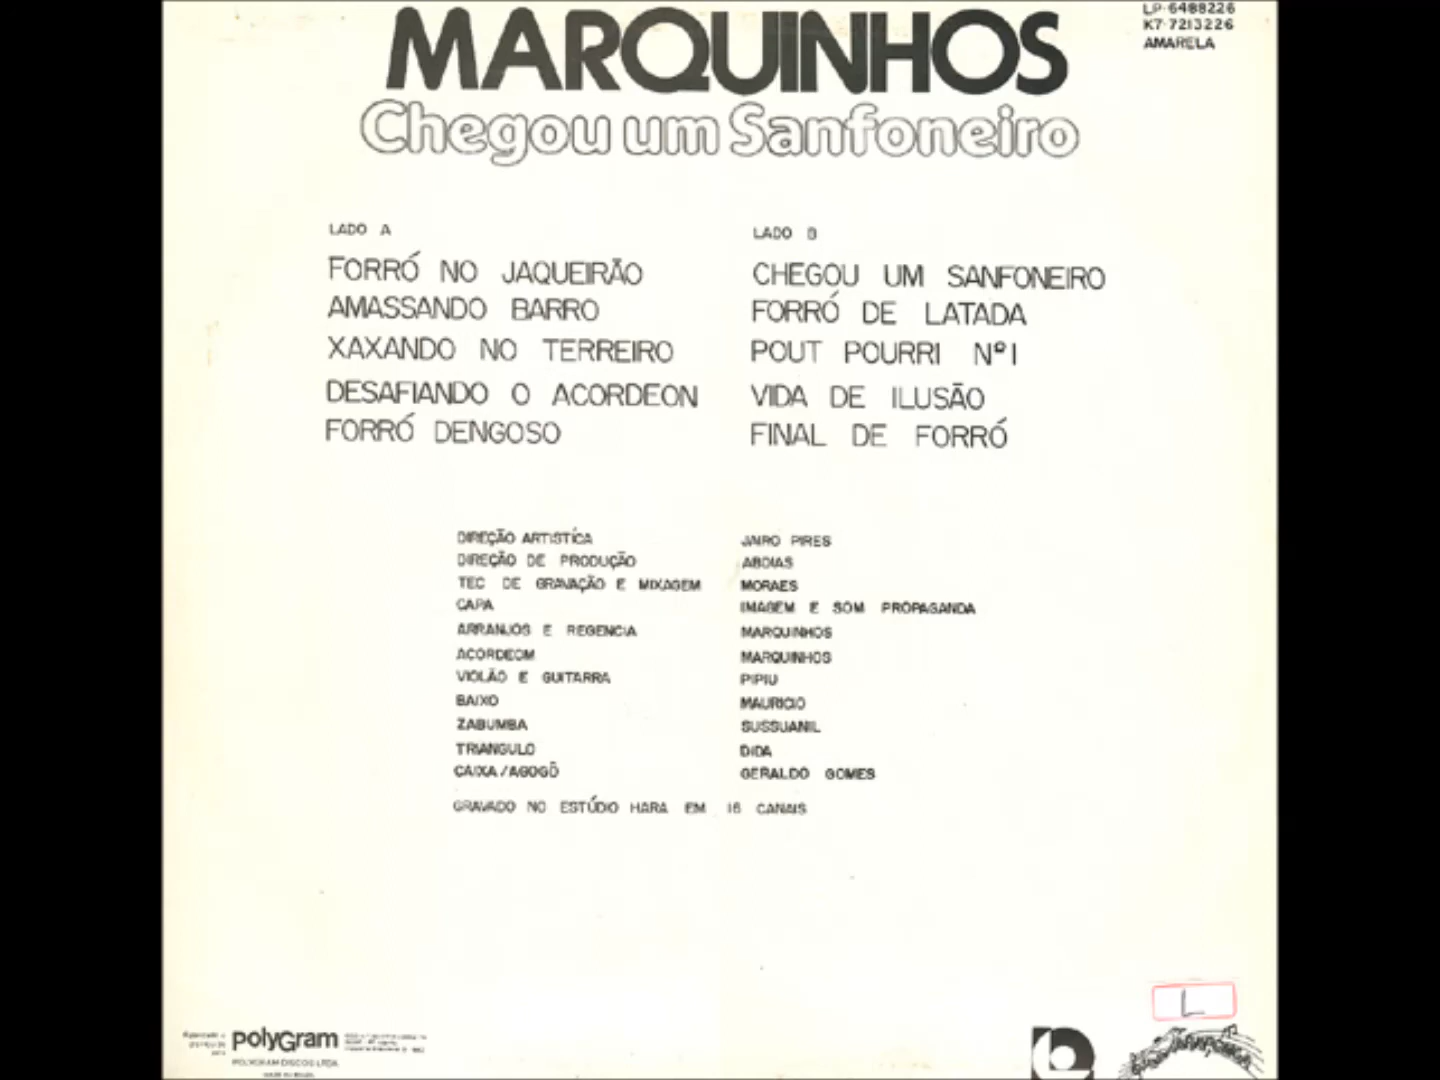 MARQUINHOS
Chegou um Sanfoneiro
LP-6488226
K7-7213226
AMARELA
LADO A
FORRÓ NO JAQUEIRÃO
AMASSANDO BARRO
XAXANDO NO TERREIRO
DESAFIANDO O ACORDEON
FORRÓ DENGOSO
LADO B
CHEGOU UM SANFONEIRO
FORRÓ DE LATADA
POUT POURRI Nº 1
VIDA DE ILUSÃO
FINAL DE FORRÓ
DIREÇÃO ARTISTÍCA JAIRO PIRES
DIREÇÃO DE PRODUÇÃO ABDIAS
TEC DE GRAVAÇÃO E MIXAGEM MORAES
CAPA IMAGEM E SOM PROPAGANDA
ARRANJOS E REGENCIA MARQUINHOS
ACORDEOM MARQUINHOS
VIOLÃO E GUITARRA PIPIU
BAIXO MAURICIO
ZABUMBA SUSSUANIL
TRIANGULO DIDA
CAIXA/AGOGÔ GERALDO GOMES
GRAVADO NO ESTÚDIO HARA EM 16 CANAIS
L
polyGram
POLYGRAM DISCOS LTDA.